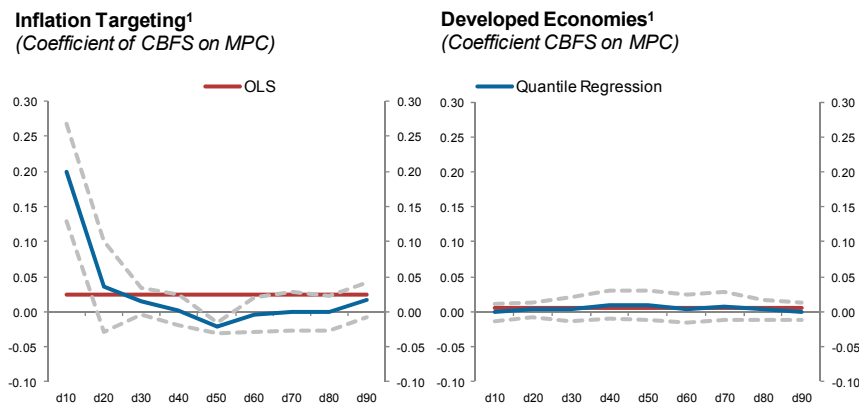 Inflation Targeting¹
(Coefficient of CBFS on MPC)
Developed Economies¹
(Coefficient CBFS on MPC)
OLS
Quantile Regression
0.30 0.30 0.30 0.30
0.25 0.25 0.25 0.25
0.20 0.20 0.20 0.20
0.15 0.15 0.15 0.15
0.10 0.10 0.10 0.10
0.05 0.05 0.05 0.05
0.00 0.00 0.00 0.00
-0.05 -0.05 -0.05 -0.05
-0.10 -0.10 -0.10 -0.10
d10 d20 d30 d40 d50 d60 d70 d80 d90
d10 d20 d30 d40 d50 d60 d70 d80 d90